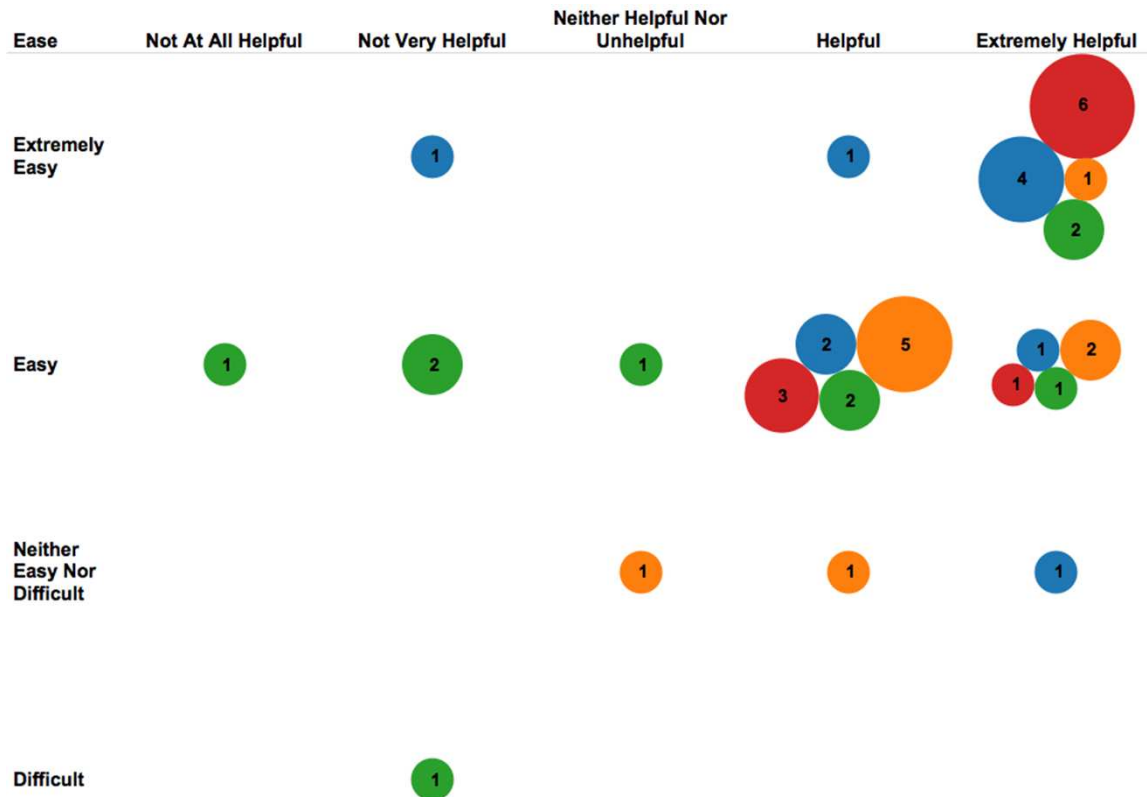 Neither Helpful Nor
Ease Not At All Helpful Not Very Helpful Unhelpful Helpful Extremely Helpful
6
Extremely
Easy
1 1
4 1
2
Easy
1 2 1
2 5
3 2
1 2
1 1
Neither
Easy Nor
Difficult
1 1 1
Difficult
1